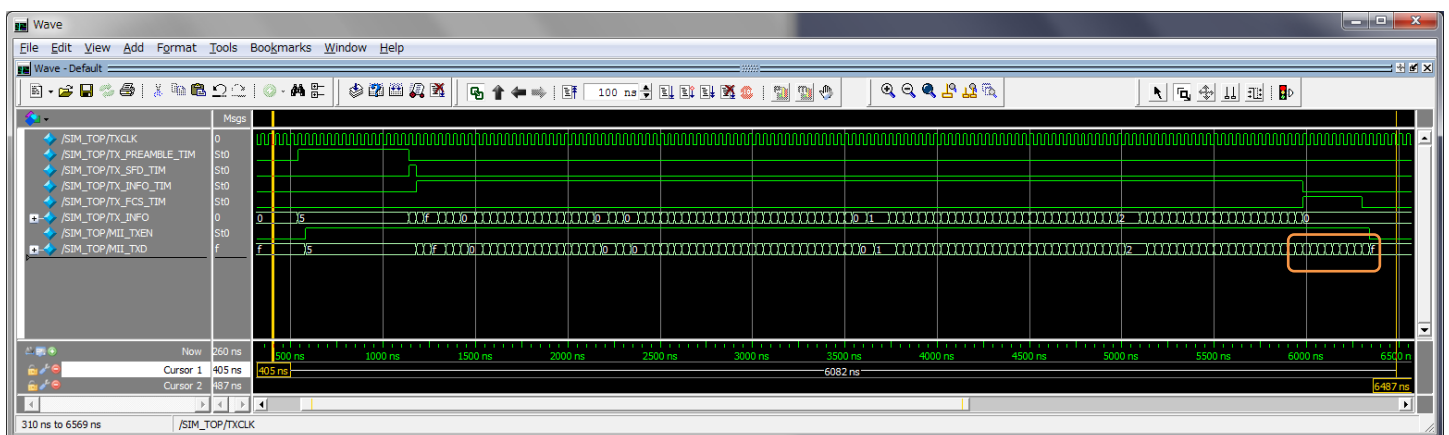 Wave
File Edit View Add Format Tools Bookmarks Window Help
Wave - Default
100 ns
Msgs
/SIM_TOP/TXCLK 0
/SIM_TOP/TX_PREAMBLE_TIM St0
/SIM_TOP/TX_SFD_TIM St0
/SIM_TOP/TX_INFO_TIM St0
/SIM_TOP/TX_FCS_TIM St0
/SIM_TOP/TX_INFO 0 0 5 f 0 0 0 0 1 2 0
/SIM_TOP/MII_TXEN St0
/SIM_TOP/MII_TXD f f 5 f 0 0 0 0 1 2 f
Now 260 ns 500 ns 1000 ns 1500 ns 2000 ns 2500 ns 3000 ns 3500 ns 4000 ns 4500 ns 5000 ns 5500 ns 6000 ns 6500 n
Cursor 1 405 ns 405 ns 6082 ns
Cursor 2 487 ns 6487 ns
310 ns to 6569 ns /SIM_TOP/TXCLK